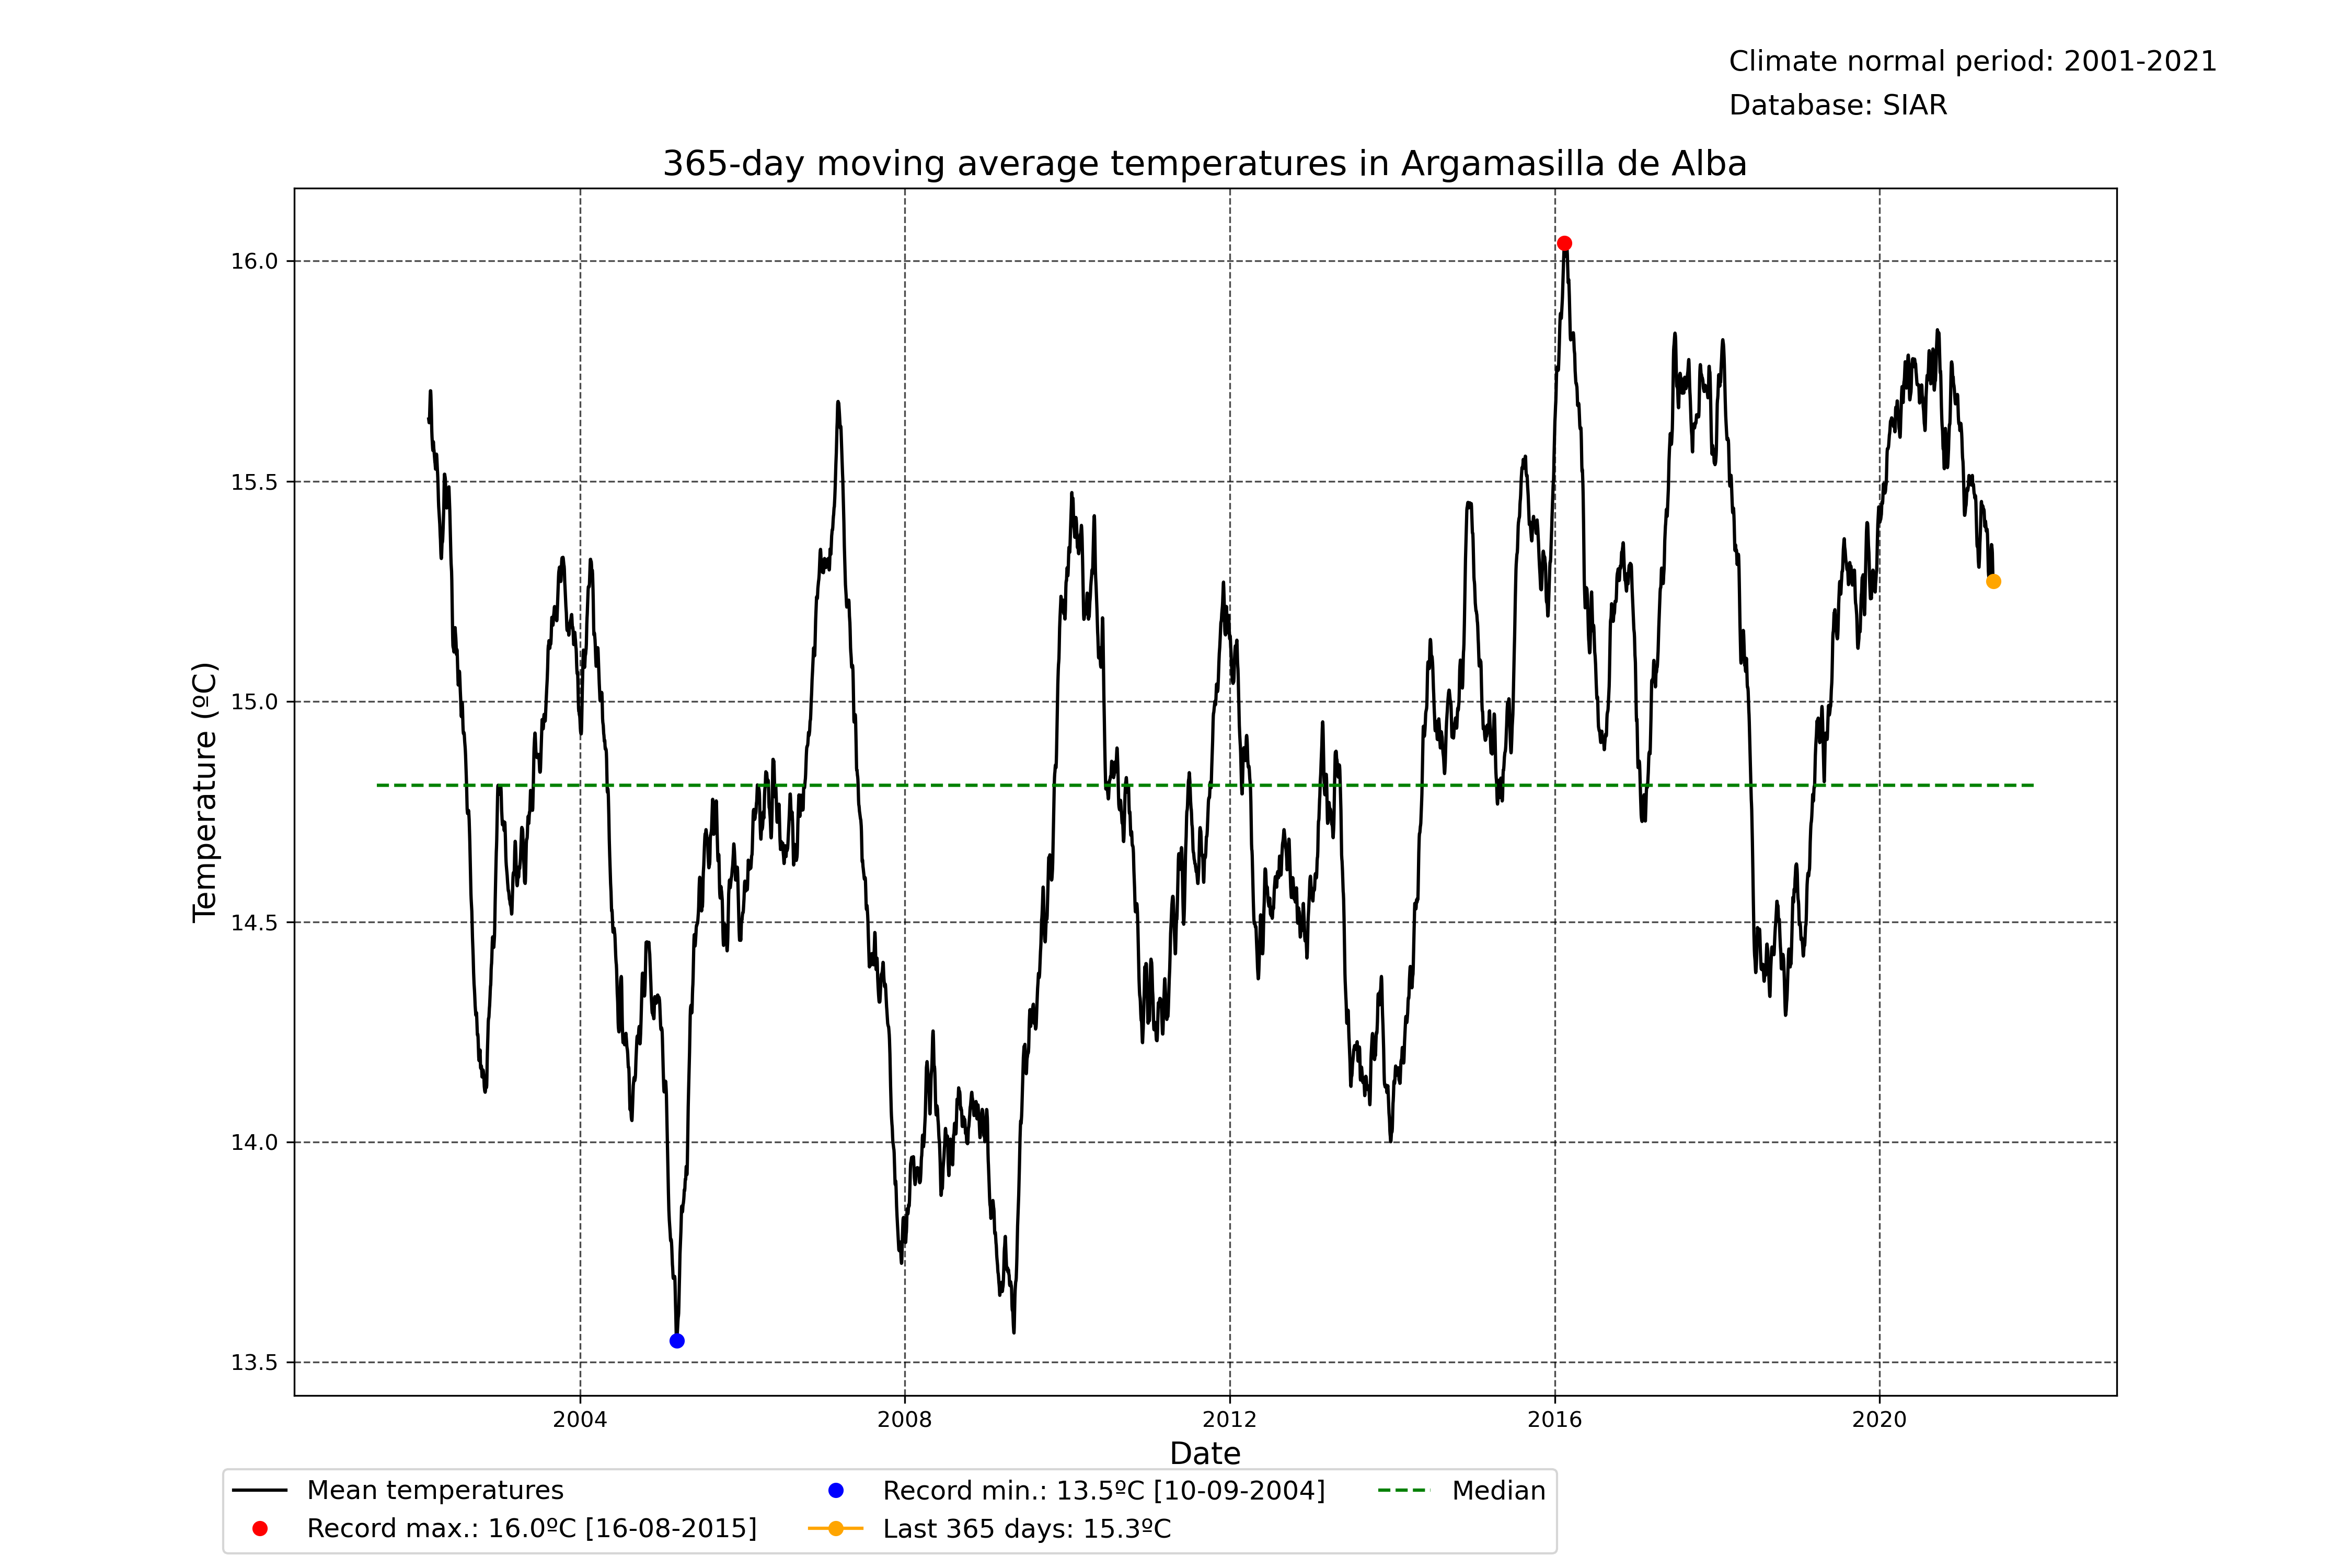 Climate normal period: 2001-2021
Database: SIAR
365-day moving average temperatures in Argamasilla de Alba
16.0
15.5
15.0
14.5
14.0
13.5
Temperature (ºC)
2004 2008 2012 2016 2020
Date
Mean temperatures
Record max.: 16.0ºC [16-08-2015]
Record min.: 13.5ºC [10-09-2004]
Last 365 days: 15.3ºC
Median